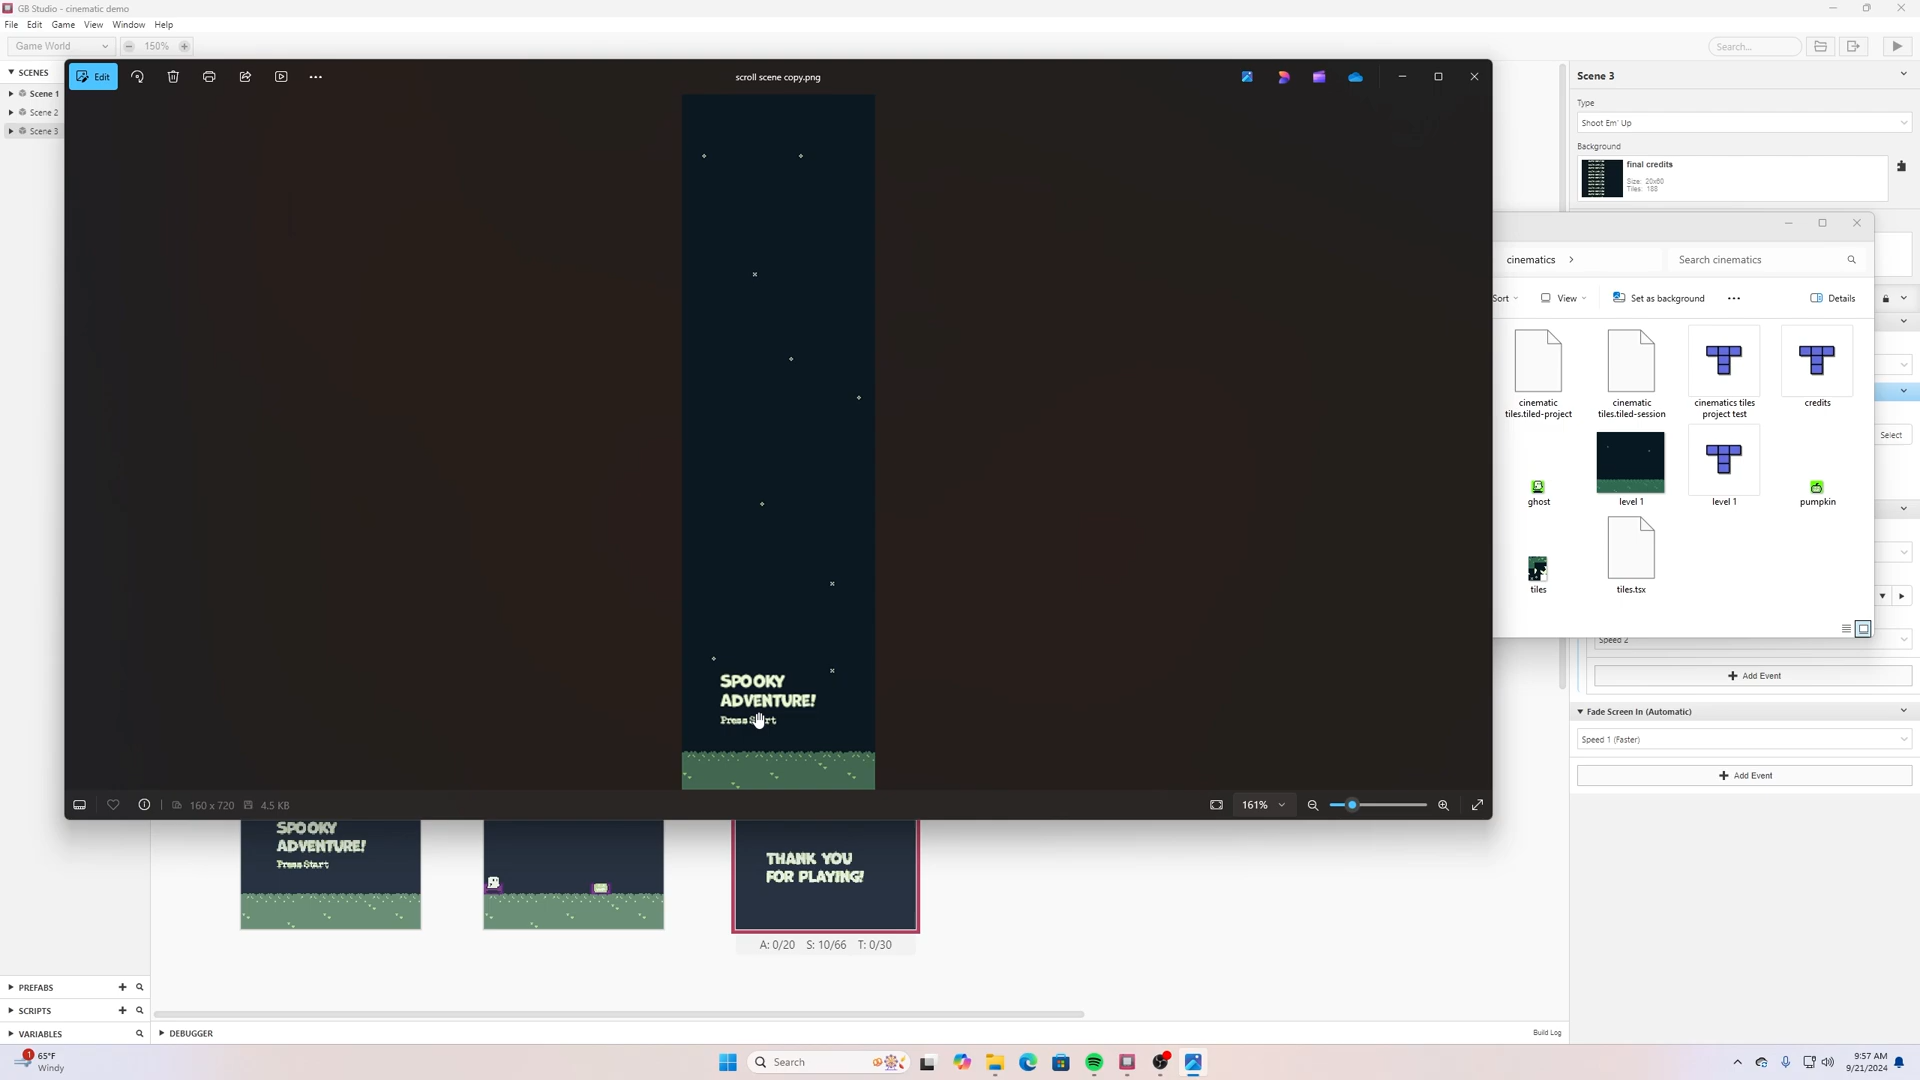 GB Studio - cinematic demo
File Edit Game View Window Help
Game World 150% Search...
SCENES
Scene 1
Scene 2
Scene 3
Edit
scroll scene copy.png
SPOOKY
ADVENTURE!
Press Start
160 x 720 4.5 KB
161%
Scene 3
Type
Shoot Em' Up
Background
final credits
Size: 20x60
Tiles: 188
cinematics Search cinematics
Sort View Set as background Details
cinematic
tiles.tiled-project
cinematic
tiles.tiled-session
cinematics tiles
project test
credits
Select
ghost
level 1
level 1
pumpkin
tiles
tiles.tsx
Speed 2
Add Event
Fade Screen In (Automatic)
Speed 1 (Faster)
Add Event
SPOOKY
ADVENTURE!
Press Start
THANK YOU
FOR PLAYING!
A: 0/20 S: 10/66 T: 0/30
PREFABS
SCRIPTS
VARIABLES
DEBUGGER
Build Log
1
65°F
Windy
Search
9:57 AM
9/21/2024